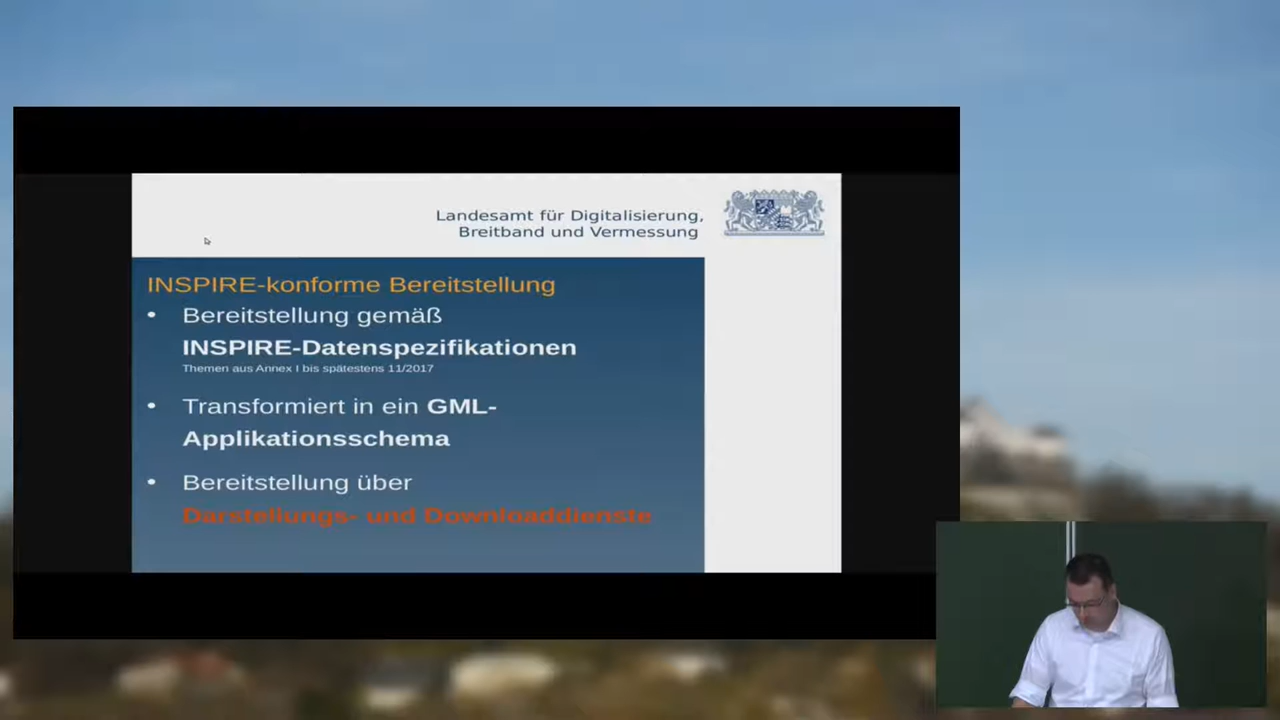 Landesamt für Digitalisierung,
Breitband und Vermessung
INSPIRE-konforme Bereitstellung
• Bereitstellung gemäß
INSPIRE-Datenspezifikationen
Themen aus Annex I bis spätestens 11/2017
• Transformiert in ein GML-
Applikationsschema
• Bereitstellung über
Darstellungs- und Downloaddienste